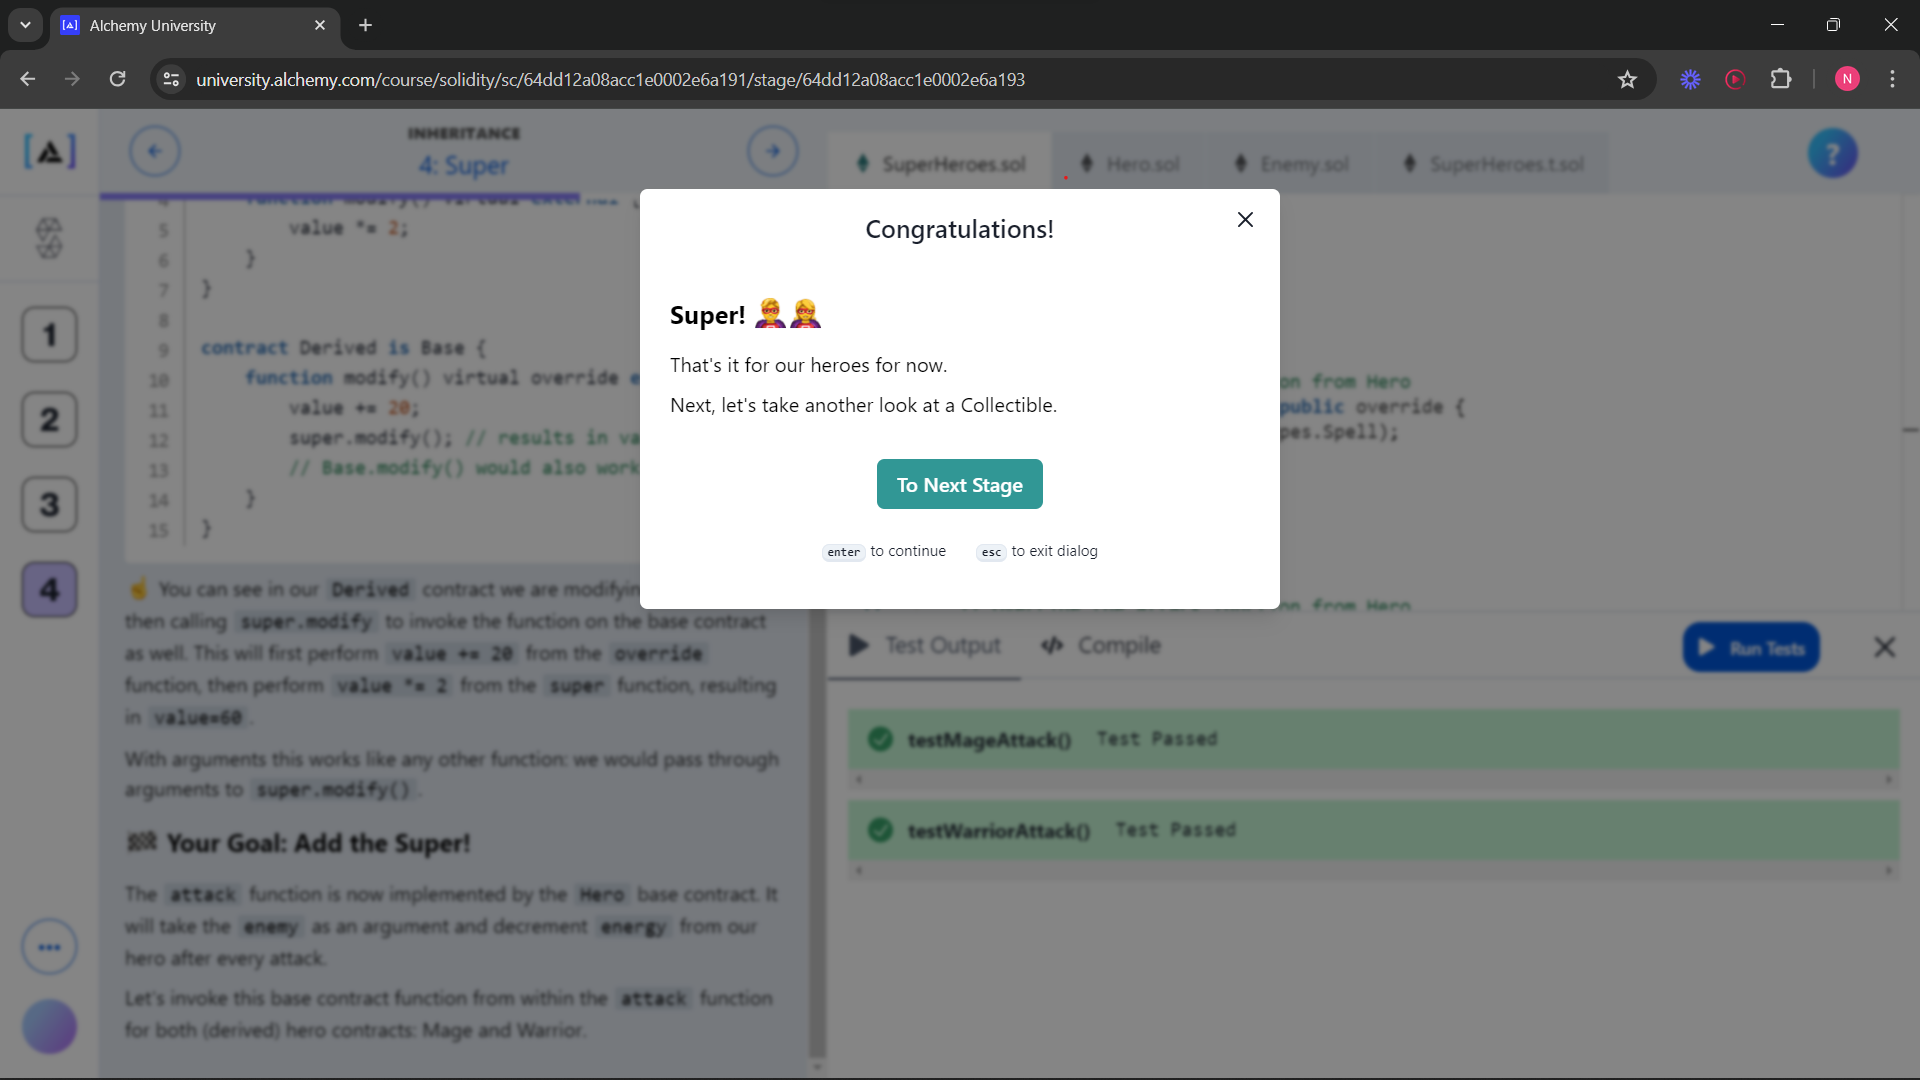 Alchemy University
university.alchemy.com/course/solidity/sc/64dd12a08acc1e0002e6a191/stage/64dd12a08acc1e0002e6a193
N
INHERITANCE
4: Super
SuperHeroes.sol
Hero.sol
Enemy.sol
SuperHeroes.t.sol
?
1
2
3
4
4 function modify() virtual external {
5 value *= 2;
6 }
7 }
8
9 contract Derived is Base {
10 function modify() virtual override e
11 value += 20;
12 super.modify(); // results in va
13 // Base.modify() would also work
14 }
15 }
☝ You can see in our Derived contract we are modifyin
then calling super.modify to invoke the function on the base contract
as well. This will first perform value += 20 from the override
function, then perform value *= 2 from the super function, resulting
in value=60.
With arguments this works like any other function: we would pass through
arguments to super.modify().
🏁 Your Goal: Add the Super!
The attack function is now implemented by the Hero base contract. It
will take the enemy as an argument and decrement energy from our
hero after every attack.
Let's invoke this base contract function from within the attack function
for both (derived) hero contracts: Mage and Warrior.
Congratulations!
Super! 🦸‍♂️🦸‍♀️
That's it for our heroes for now.
Next, let's take another look at a Collectible.
To Next Stage
enter to continue
esc to exit dialog
on from Hero
public override {
pes.Spell);
on from Hero
Test Output
</> Compile
Run Tests
testMageAttack() Test Passed
testWarriorAttack() Test Passed